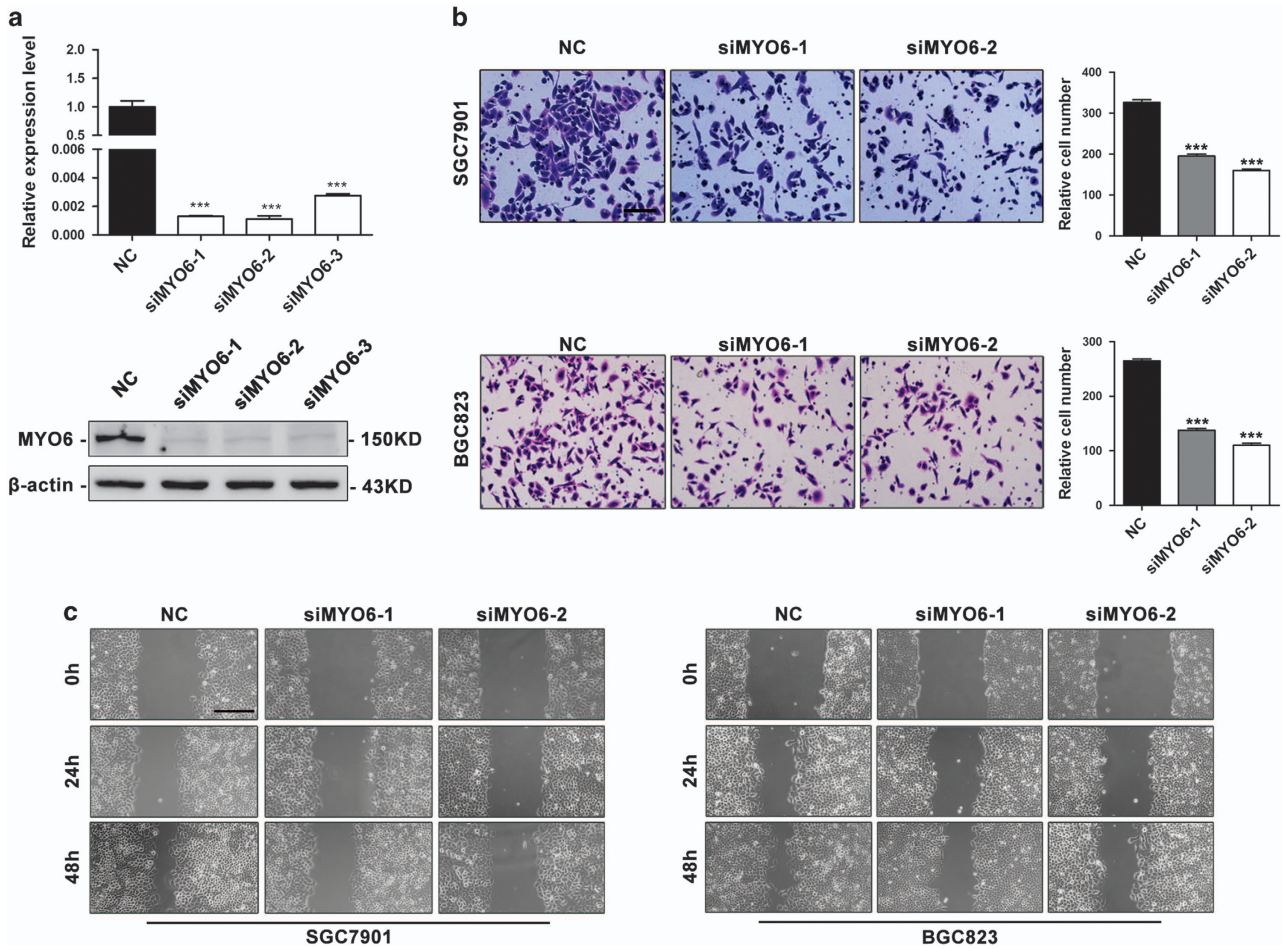 a
Relative expression level
2.0
1.5
1.0
0.5
0.006
0.004
0.002
0.000
***
***
***
NC
siMYO6-1
siMYO6-2
siMYO6-3
NC
siMYO6-1
siMYO6-2
siMYO6-3
MYO6 -
- 150KD
β-actin -
- 43KD
b
NC
siMYO6-1
siMYO6-2
SGC7901
Relative cell number
400
300
200
100
0
***
***
NC
siMYO6-1
siMYO6-2
NC
siMYO6-1
siMYO6-2
BGC823
Relative cell number
300
200
100
0
***
***
NC
siMYO6-1
siMYO6-2
c
NC
siMYO6-1
siMYO6-2
0h
24h
48h
SGC7901
NC
siMYO6-1
siMYO6-2
0h
24h
48h
BGC823